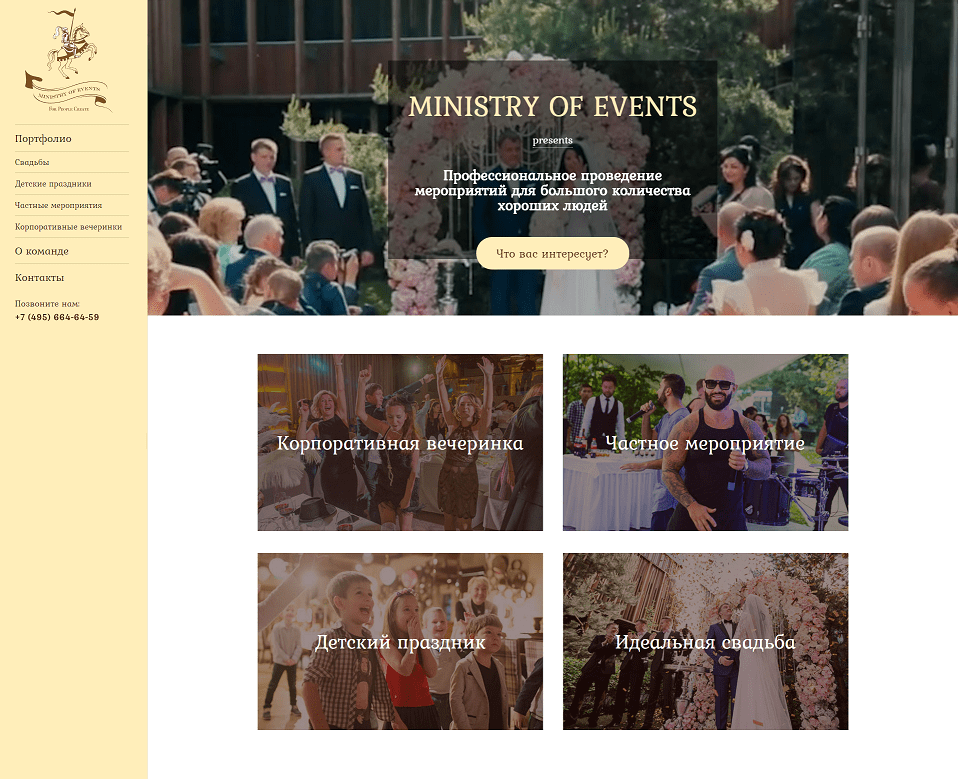 MINISTRY OF EVENTS
For People Create
Портфолио
Свадьбы
Детские праздники
Частные мероприятия
Корпоративные вечеринки
О команде
Контакты
Позвоните нам:
+7 (495) 664-64-59
MINISTRY OF EVENTS
presents
Профессиональное проведение
мероприятий для большого количества
хороших людей
Что вас интересует?
Корпоративная вечеринка
Частное мероприятие
Детский праздник
Идеальная свадьба